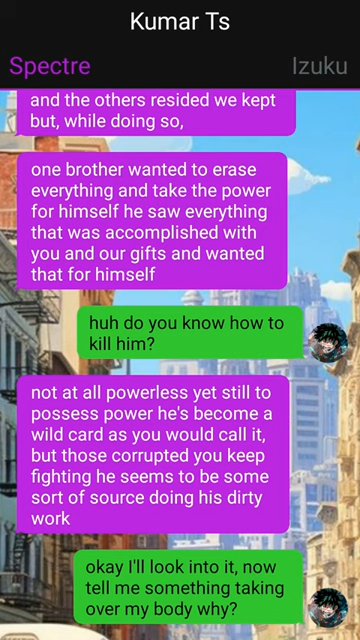 Kumar Ts
Spectre Izuku
and the others resided we kept
but, while doing so,
one brother wanted to erase
everything and take the power
for himself he saw everything
that was accomplished with
you and our gifts and wanted
that for himself
huh do you know how to
kill him?
not at all powerless yet still to
possess power he's become a
wild card as you would call it,
but those corrupted you keep
fighting he seems to be some
sort of source doing his dirty
work
okay I'll look into it, now
tell me something taking
over my body why?